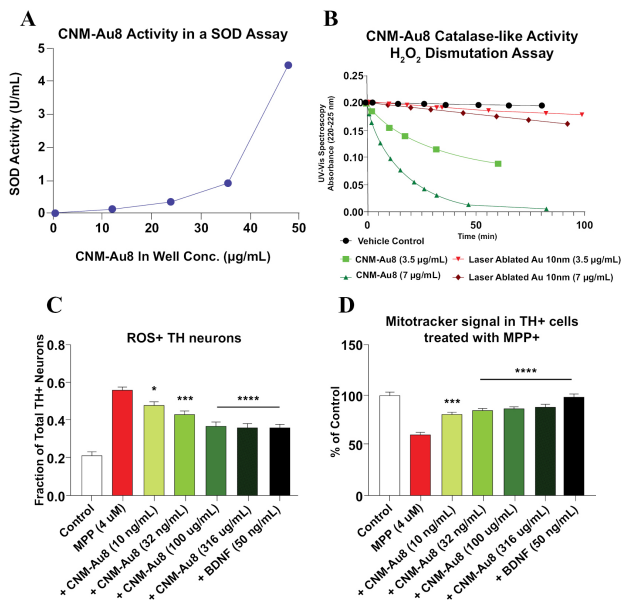 A
CNM-Au8 Activity in a SOD Assay
SOD Activity (U/mL)
5
4
3
2
1
0
0
10
20
30
40
50
CNM-Au8 In Well Conc. (µg/mL)
B
CNM-Au8 Catalase-like Activity
H2O2 Dismutation Assay
UV-Vis Spectroscopy
Absorbance (220-225 nm)
0.20
0.20
0.15
0.10
0.05
0.00
0
50
100
Time (min)
Vehicle Control
CNM-Au8 (3.5 µg/mL)
Laser Ablated Au 10nm (3.5 µg/mL)
CNM-Au8 (7 µg/mL)
Laser Ablated Au 10nm (7 µg/mL)
C
ROS+ TH neurons
Fraction of Total TH+ Neurons
0.8
0.6
0.4
0.2
0.0
*
***
****
Control
MPP (4 uM)
+ CNM-Au8 (10 ng/mL)
+ CNM-Au8 (32 ng/mL)
+ CNM-Au8 (100 ug/mL)
+ CNM-Au8 (316 ug/mL)
+ BDNF (50 ng/mL)
D
Mitotracker signal in TH+ cells
treated with MPP+
% of Control
150
100
50
0
***
****
Control
MPP (4 uM)
+ CNM-Au8 (10 ng/mL)
+ CNM-Au8 (32 ng/mL)
+ CNM-Au8 (100 ug/mL)
+ CNM-Au8 (316 ug/mL)
+ BDNF (50 ng/mL)